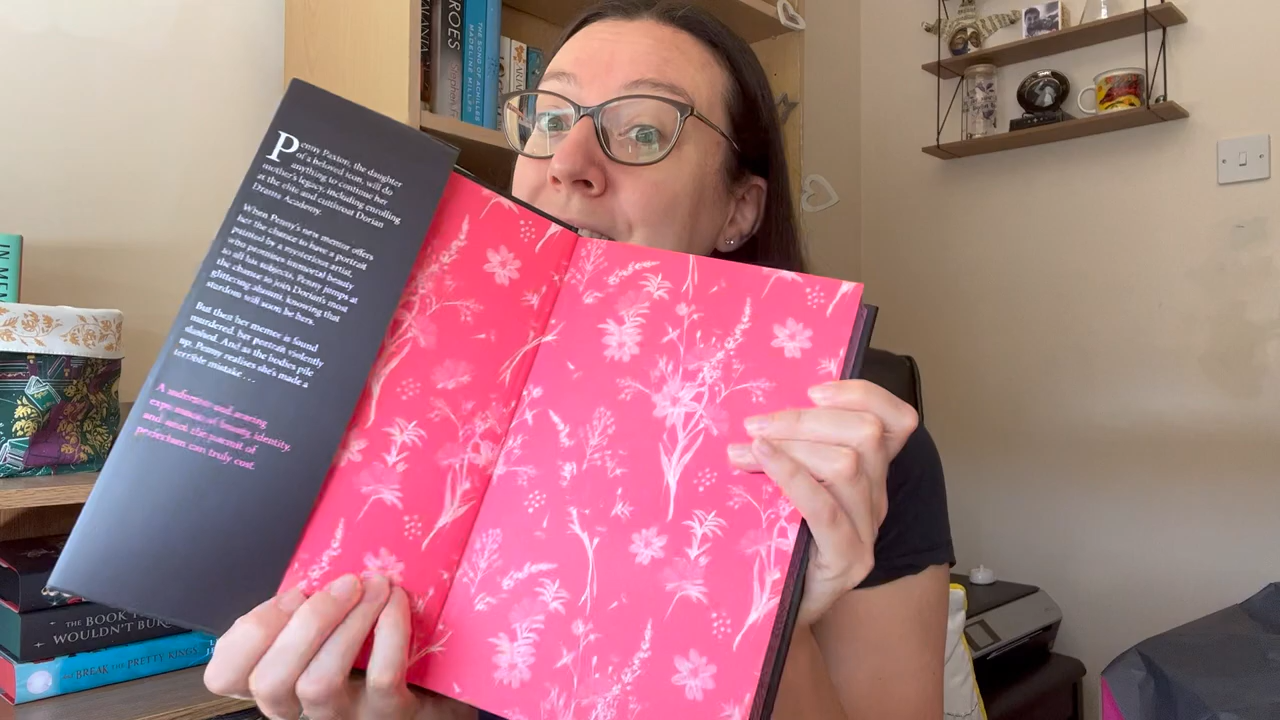 Penny Paxton, the daughter
of a beloved icon, will do
anything to continue her
mother's legacy, including enrolling
at the elite and cutthroat Dorian
Drama Academy.
When Penny's new mentor offers
her the chance to have a portrait
painted by a mysterious artist,
who promises immortal beauty
to all his subjects, Penny jumps at
the chance to join Dorian's most
glittering alumni, knowing that
stardom will soon be hers.
But then her mentor is found
murdered, her portrait violently
slashed. And as the bodies pile
up, Penny realises she's made a
terrible mistake...
and searing
of beauty, identity,
and what the pursuit of
perfection can truly cost.
HEROES
Stephen
THE SONG OF ACHILLES
MADELINE MILLER
IN MEM
THE BOOK
WOULDN'T BUR
BREAK THE PRETTY KINGS